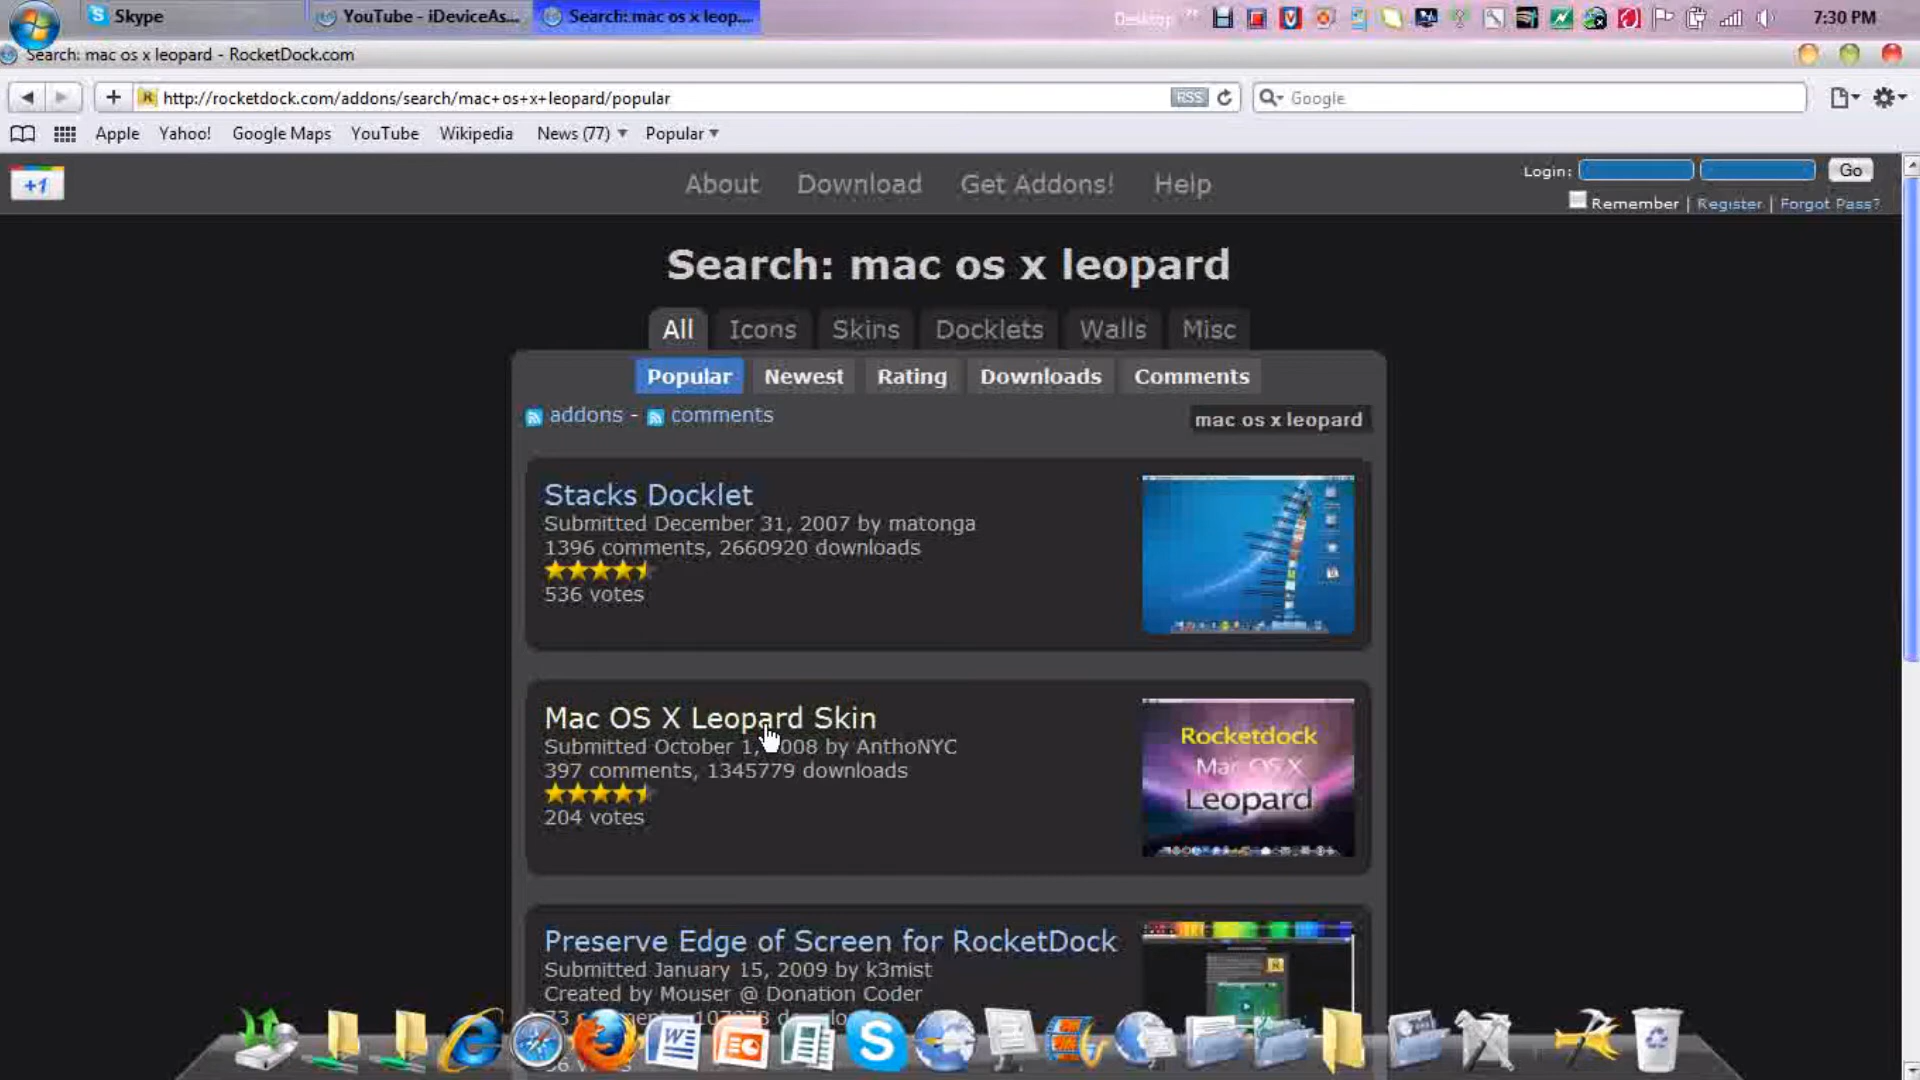 Skype
YouTube - iDeviceAs...
Search: mac os x leop....
Desktop
7:30 PM
Search: mac os x leopard - RocketDock.com
http://rocketdock.com/addons/search/mac+os+x+leopard/popular
RSS
Google
Apple
Yahoo!
Google Maps
YouTube
Wikipedia
News (77)
Popular
+1
About
Download
Get Addons!
Help
Login:
Go
Remember | Register | Forgot Pass?
Search: mac os x leopard
All
Icons
Skins
Docklets
Walls
Misc
Popular
Newest
Rating
Downloads
Comments
addons - comments
mac os x leopard
Stacks Docklet
Submitted December 31, 2007 by matonga
1396 comments, 2660920 downloads
536 votes
Mac OS X Leopard Skin
Submitted October 1, 2008 by AnthoNYC
397 comments, 1345779 downloads
204 votes
Rocketdock
Mac OS X
Leopard
Preserve Edge of Screen for RocketDock
Submitted January 15, 2009 by k3mist
Created by Mouser @ Donation Coder